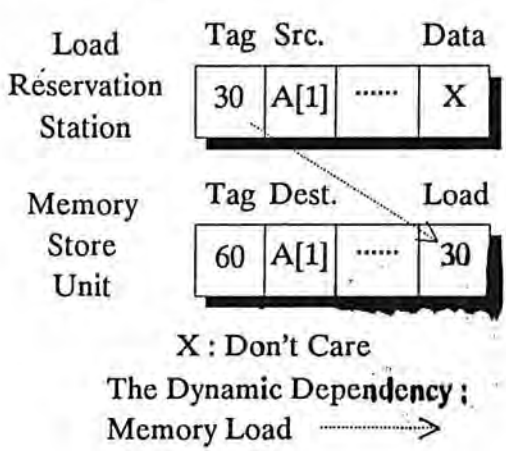 Load Reservation Station
Tag Src. Data
30 A[1] ...... X
Memory Store Unit
Tag Dest. Load
60 A[1] ...... 30
X : Don't Care
The Dynamic Dependency :
Memory Load